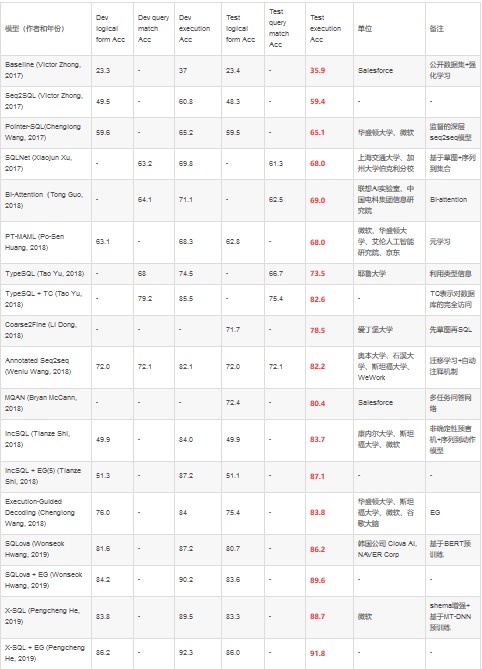 模型（作者和年份） Dev logical form Acc Dev query match Acc Dev execution Acc Test logical form Acc Test query match Acc Test execution Acc 单位 备注
Baseline (Victor Zhong, 2017) 23.3 - 37 23.4 - 35.9 Salesforce 公开数据集+强化学习
Seq2SQL (Victor Zhong, 2017) 49.5 - 60.8 48.3 - 59.4 - -
Pointer-SQL(Chenglong Wang, 2017) 59.6 - 65.2 59.5 - 65.1 华盛顿大学、微软 监督的深层seq2seq模型
SQLNet (Xiaojun Xu, 2017) - 63.2 69.8 - 61.3 68.0 上海交通大学、加州大学伯克利分校 基于草图+序列到集合
BI-Attention（Tong Guo, 2018) - 64.1 71.1 - 62.5 69.0 联想AI实验室、中国电科集团信息研究院 Bi-attention
PT-MAML (Po-Sen Huang, 2018) 63.1 - 68.3 62.8 - 68.0 微软、华盛顿大学、艾伦人工智能研究院、京东 元学习
TypeSQL (Tao Yu, 2018) - 68 74.5 - 66.7 73.5 耶鲁大学 利用类型信息
TypeSQL + TC (Tao Yu, 2018) - 79.2 85.5 - 75.4 82.6 - TC表示对数据库的完全访问
Coarse2Fine (Li Dong, 2018) - - - 71.7 - 78.5 爱丁堡大学 先草图再SQL
Annotated Seq2seq (Wenlu Wang, 2018) 72.0 72.1 82.1 72.0 72.1 82.2 奥本大学、石溪大学、斯坦福大学、WeWork 迁移学习+自动注释机制
MQAN (Bryan McCann, 2018) - - - 72.4 - 80.4 Salesforce 多任务问答网络
IncSQL (Tianze Shi, 2018) 49.9 - 84.0 49.9 - 83.7 康内尔大学、斯坦福大学、微软 非确定性预言机+序列到动作模型
IncSQL + EG(5) (Tianze Shi, 2018) 51.3 - 87.2 51.1 - 87.1 - -
Execution-Guided Decoding (Chenglong Wang, 2018) 76.0 - 84 75.4 - 83.8 华盛顿大学、斯坦福大学、微软、谷歌大脑 EG
SQLova (Wonseok Hwang, 2019) 81.6 - 87.2 80.7 - 86.2 韩国公司 Clova AI, NAVER Corp 基于BERT预训练
SQLova + EG (Wonseok Hwang, 2019) 84.2 - 90.2 83.6 - 89.6 - -
X-SQL (Pengcheng He, 2019) 83.8 - 89.5 83.3 - 88.7 微软 shema增强+基于MT-DNN预训练
X-SQL + EG (Pengcheng He, 2019) 86.2 - 92.3 86.0 - 91.8 - -